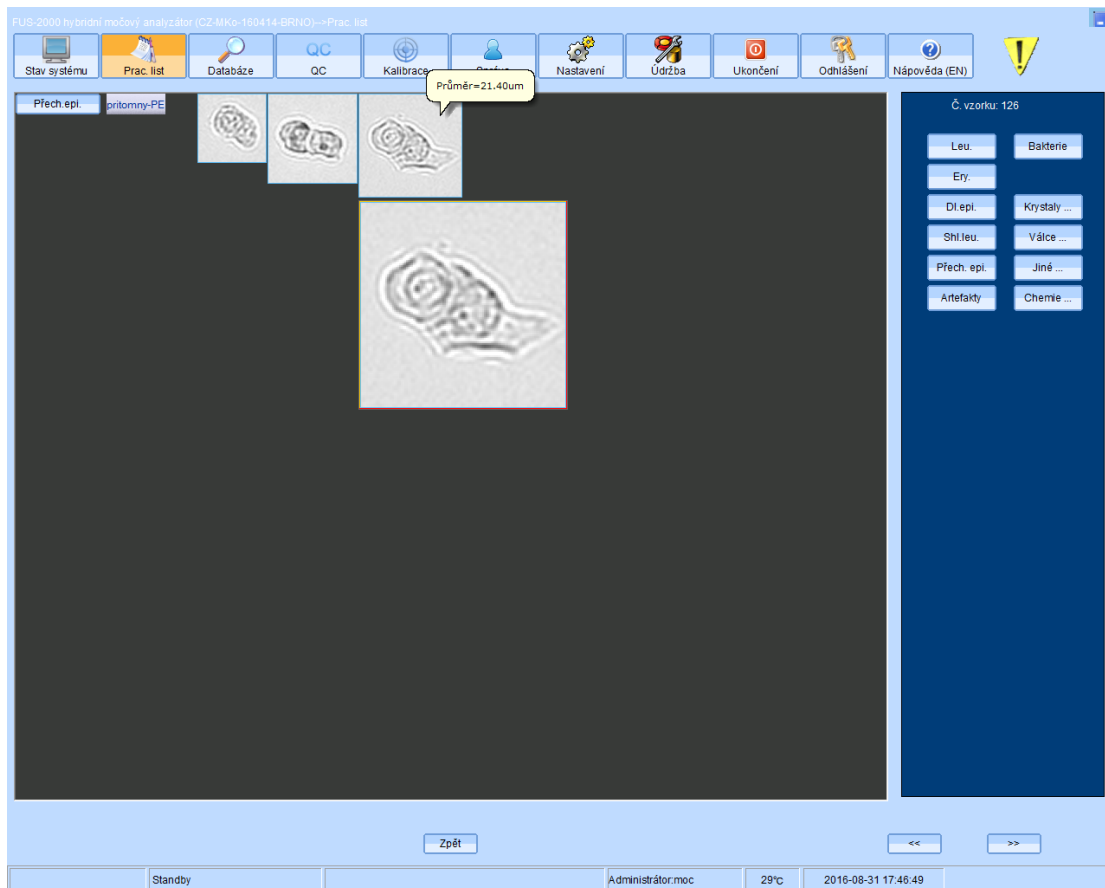 FUS-2000 hybridní močový analyzátor (CZ-MKo-160414-BRNO)-->Prac. list
Stav systému
Prac. list
Databáze
QC
QC
Kalibrace
Správa
Nastavení
Údržba
Ukončení
Odhlášení
Nápověda (EN)
Průměr=21.40um
Přech.epi.
pritomny-PE
Č. vzorku: 126
Leu.
Bakterie
Ery.
Dl.epi.
Krystaly ...
Shl.leu.
Válce ...
Přech. epi.
Jiné ...
Artefakty
Chemie ...
Zpět
<<
>>
Standby
Administrátor:moc
29°C
2016-08-31 17:46:49